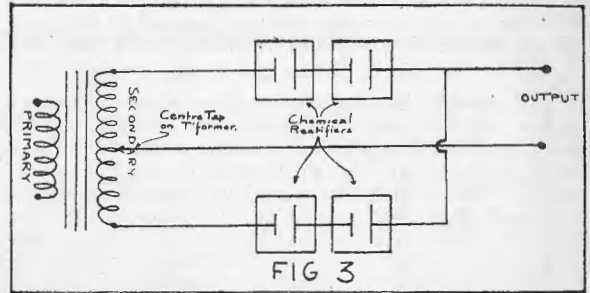 PRIMARY
SECONDARY
Centre Tap
on T'former.
Chemical
Rectifiers
OUTPUT
FIG 3